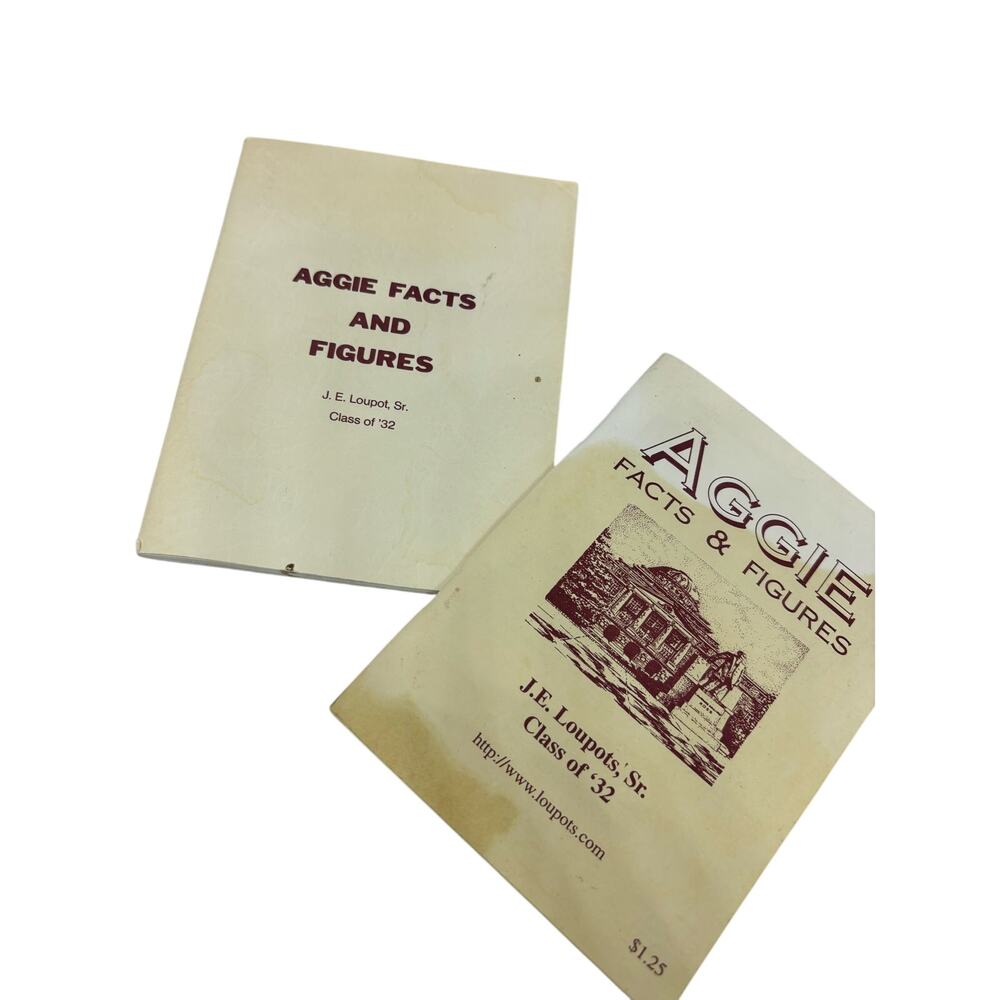 AGGIE FACTS
AND
FIGURES
J. E. Loupot, Sr.
Class of '32
AGGIE
FACTS & FIGURES
ROSS
J.E. Loupots, Sr.
Class of ‘32
http://www.loupots.com
$1.25